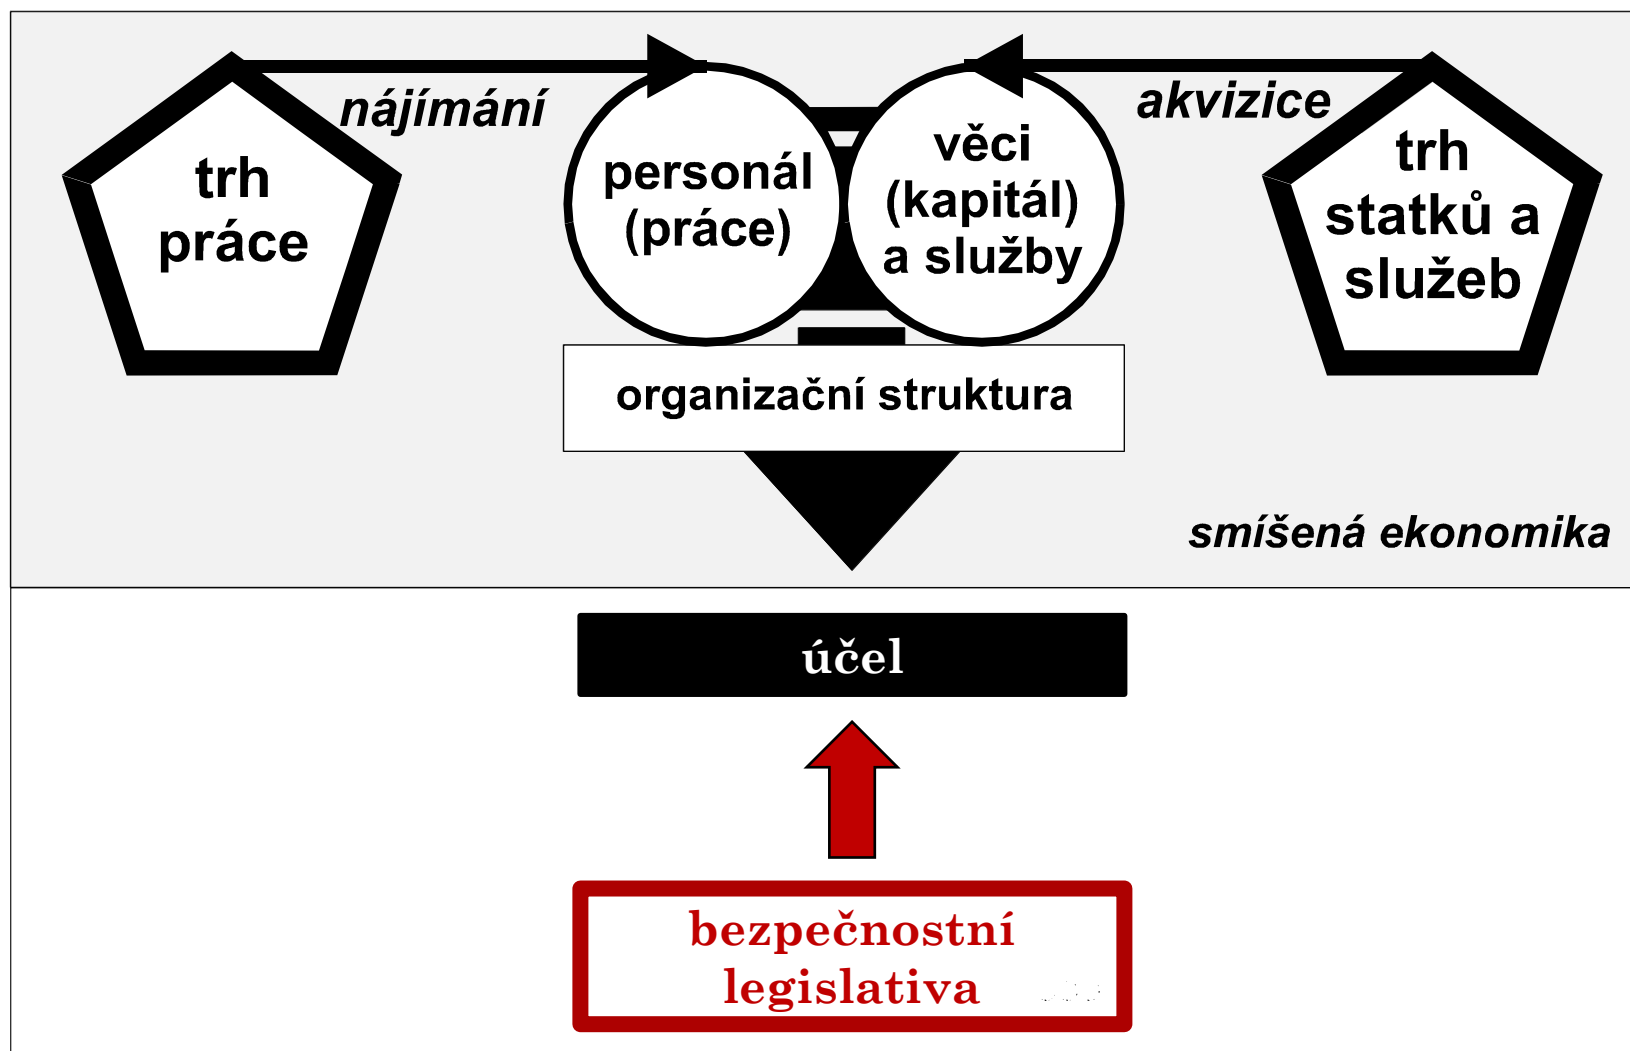 nájímání
akvizice
trh
práce
personál
(práce)
věci
(kapitál)
a služby
trh
statků a
služeb
organizační struktura
smíšená ekonomika
účel
bezpečnostní
legislativa